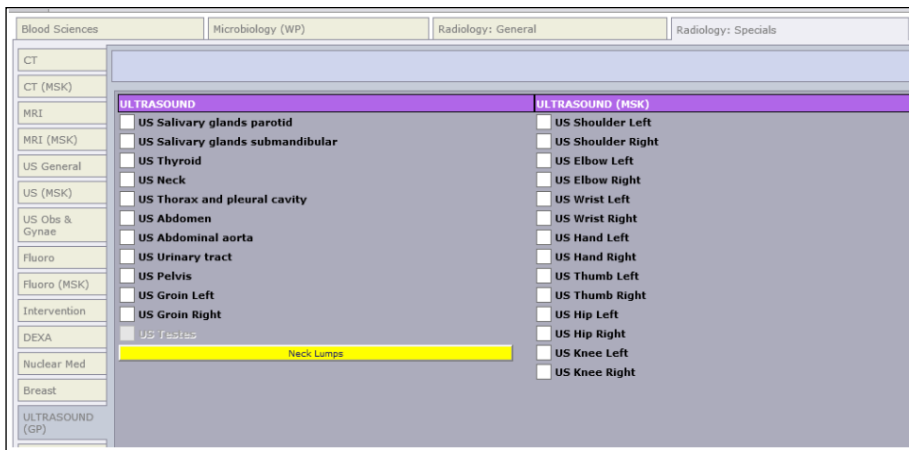 Blood Sciences
Microbiology (WP)
Radiology: General
Radiology: Specials
CT
CT (MSK)
MRI
MRI (MSK)
US General
US (MSK)
US Obs &
Gynae
Fluoro
Fluoro (MSK)
Intervention
DEXA
Nuclear Med
Breast
ULTRASOUND
(GP)
ULTRASOUND
US Salivary glands parotid
US Salivary glands submandibular
US Thyroid
US Neck
US Thorax and pleural cavity
US Abdomen
US Abdominal aorta
US Urinary tract
US Pelvis
US Groin Left
US Groin Right
US Testes
Neck Lumps
ULTRASOUND (MSK)
US Shoulder Left
US Shoulder Right
US Elbow Left
US Elbow Right
US Wrist Left
US Wrist Right
US Hand Left
US Hand Right
US Thumb Left
US Thumb Right
US Hip Left
US Hip Right
US Knee Left
US Knee Right